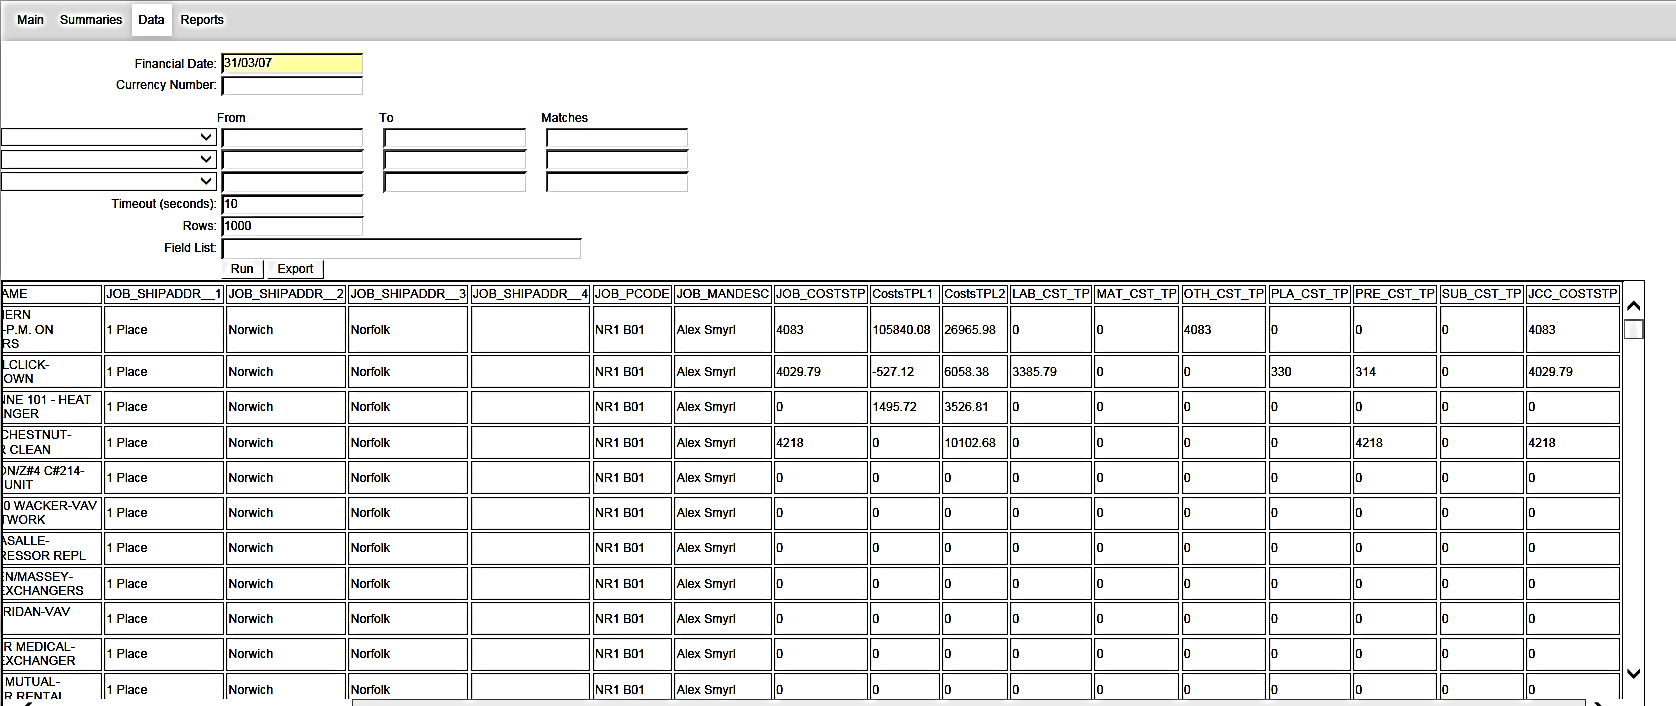 Main Summaries Data Reports
Financial Date: 31/03/07
Currency Number:
From To Matches
Timeout (seconds): 10
Rows: 1000
Field List:
Run Export
AME JOB_SHIPADDR__1 JOB_SHIPADDR__2 JOB_SHIPADDR__3 JOB_SHIPADDR__4 JOB_PCODE JOB_MANDESC JOB_COSTSTP CostsTPL1 CostsTPL2 LAB_CST_TP MAT_CST_TP OTH_CST_TP PLA_CST_TP PRE_CST_TP SUB_CST_TP JCC_COSTSTP
ERN
-P.M. ON 1 Place Norwich Norfolk NR1 B01 Alex Smyrl 4083 105840.08 26965.98 0 0 4083 0 0 0 4083
RS
LCLICK-
OWN 1 Place Norwich Norfolk NR1 B01 Alex Smyrl 4029.79 -527.12 6058.38 3385.79 0 0 330 314 0 4029.79
NE 101 - HEAT
NGER 1 Place Norwich Norfolk NR1 B01 Alex Smyrl 0 1495.72 3526.81 0 0 0 0 0 0 0
CHESTNUT-
R CLEAN 1 Place Norwich Norfolk NR1 B01 Alex Smyrl 4218 0 10102.68 0 0 0 0 4218 0 4218
ON/Z#4 C#214-
UNIT 1 Place Norwich Norfolk NR1 B01 Alex Smyrl 0 0 0 0 0 0 0 0 0 0
0 WACKER-VAV
TWORK 1 Place Norwich Norfolk NR1 B01 Alex Smyrl 0 0 0 0 0 0 0 0 0 0
ASALLE-
RESSOR REPL 1 Place Norwich Norfolk NR1 B01 Alex Smyrl 0 0 0 0 0 0 0 0 0 0
EN/MASSEY-
EXCHANGERS 1 Place Norwich Norfolk NR1 B01 Alex Smyrl 0 0 0 0 0 0 0 0 0 0
RIDAN-VAV 1 Place Norwich Norfolk NR1 B01 Alex Smyrl 0 0 0 0 0 0 0 0 0 0
R MEDICAL-
EXCHANGER 1 Place Norwich Norfolk NR1 B01 Alex Smyrl 0 0 0 0 0 0 0 0 0 0
MUTUAL-
R RENTAL 1 Place Norwich Norfolk NR1 B01 Alex Smyrl 0 0 0 0 0 0 0 0 0 0